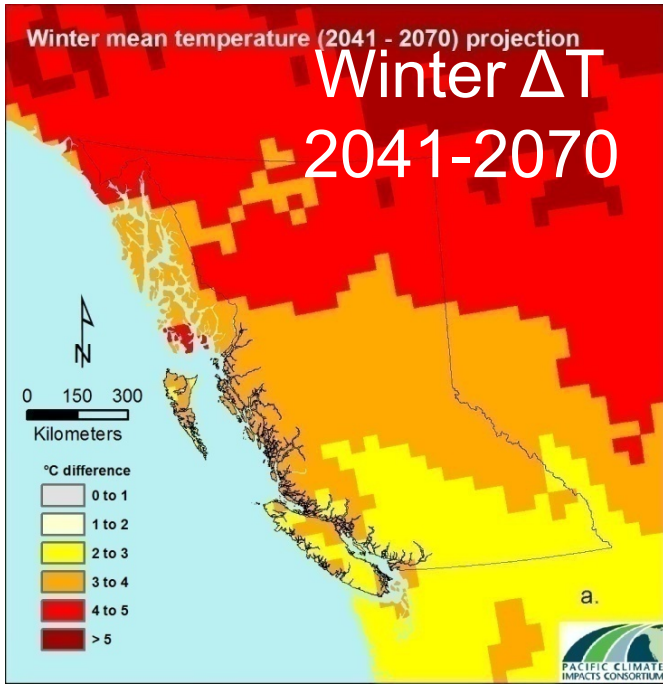 Winter mean temperature (2041 - 2070) projection
Winter ΔT
2041-2070
N
0 150 300
Kilometers
°C difference
0 to 1
1 to 2
2 to 3
3 to 4
4 to 5
> 5
a.
PACIFIC CLIMATE
IMPACTS CONSORTIUM